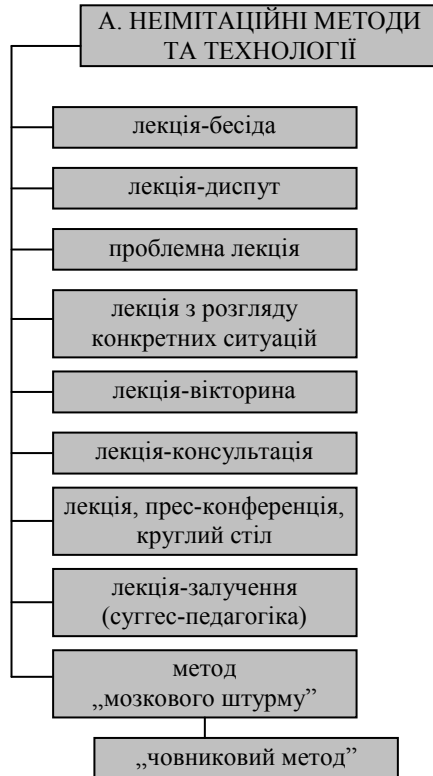 А. НЕІМІТАЦІЙНІ МЕТОДИ
ТА ТЕХНОЛОГІЇ
лекція-бесіда
лекція-диспут
проблемна лекція
лекція з розгляду
конкретних ситуацій
лекція-вікторина
лекція-консультація
лекція, прес-конференція,
круглий стіл
лекція-залучення
(суггес-педагогіка)
метод
„мозкового штурму”
„човниковий метод”